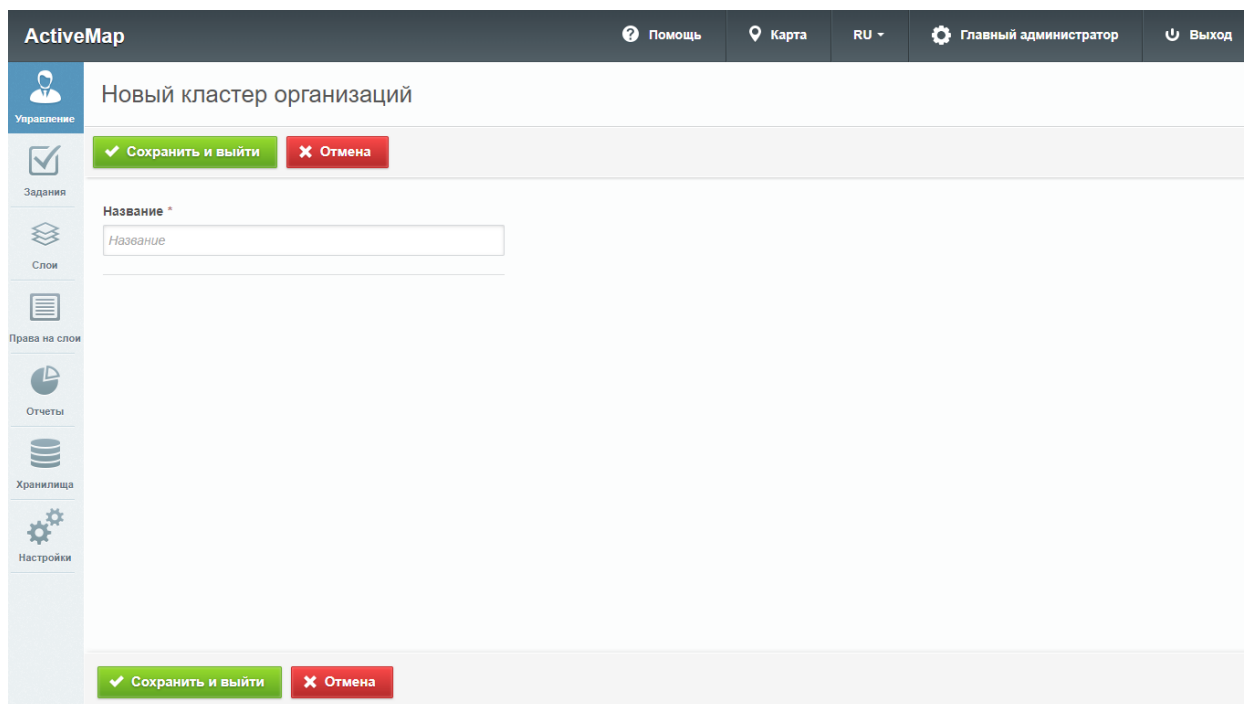 ActiveMap
Помощь
Карта
RU
Главный администратор
Выход
Управление
Задания
Слои
Права на слои
Отчеты
Хранилища
Настройки
Новый кластер организаций
Сохранить и выйти
Отмена
Название *
Название
Сохранить и выйти
Отмена